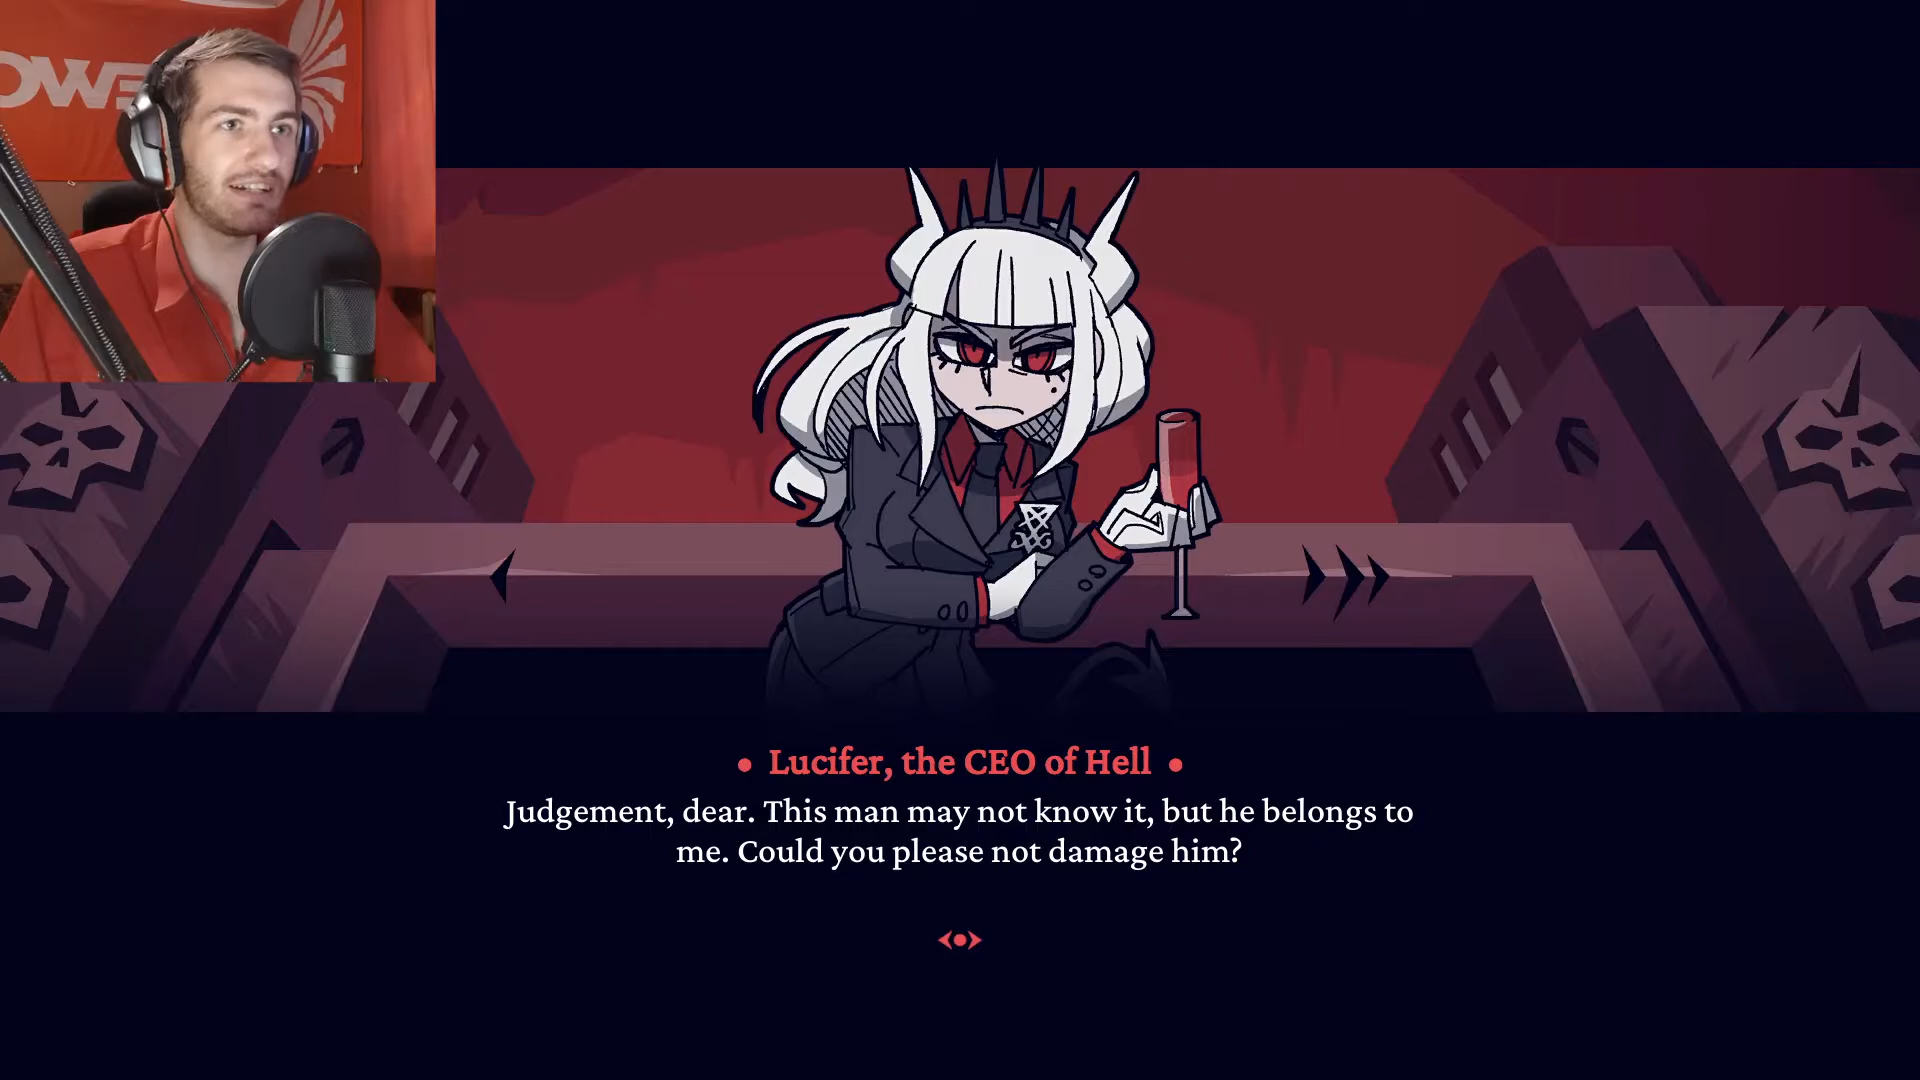 OWE
• Lucifer, the CEO of Hell •
Judgement, dear. This man may not know it, but he belongs to
me. Could you please not damage him?